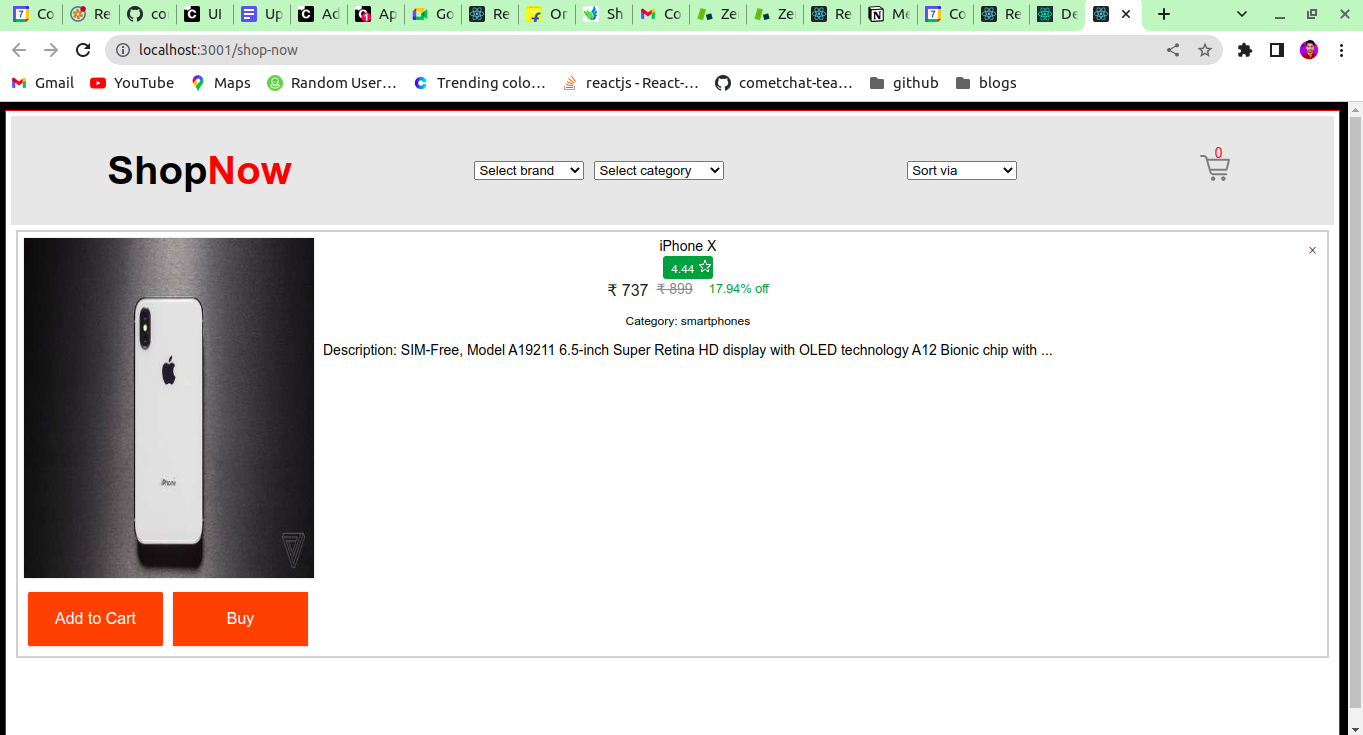 Co Re co UI Up Ad Ap Go Re Or Sh Co Ze Ze Re Me Co Re De
localhost:3001/shop-now
Gmail YouTube Maps Random User... Trending colo... reactjs - React-... cometchat-tea... github blogs
ShopNow Select brand Select category Sort via 0
iPhone X ×
4.44
₹ 737 ₹ 899 17.94% off
Category: smartphones
Description: SIM-Free, Model A19211 6.5-inch Super Retina HD display with OLED technology A12 Bionic chip with ...
iPhone
Add to Cart Buy